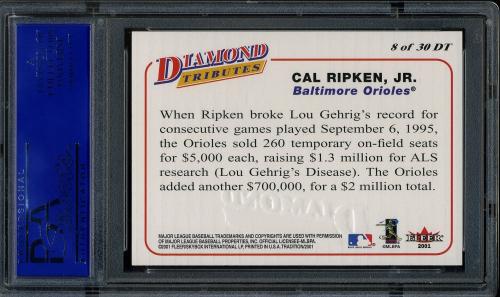 8 of 30 DT
DIAMOND
TRIBUTES
CAL RIPKEN, JR.
Baltimore Orioles®
When Ripken broke Lou Gehrig's record for
consecutive games played September 6, 1995,
the Orioles sold 260 temporary on-field seats
for $5,000 each, raising $1.3 million for ALS
research (Lou Gehrig's Disease). The Orioles
added another $700,000, for a $2 million total.
MAJOR LEAGUE BASEBALL TRADEMARKS AND COPYRIGHTS ARE USED WITH PERMISSION
OF MAJOR LEAGUE BASEBALL PROPERTIES, INC. OFFICIAL LICENSEE-MLBPA.
©2001 FLEER/SKYBOX INTERNATIONAL LP. PRINTED IN U.S.A. TRADITION/2001
©MLBPA
FLEER
2001
PSA